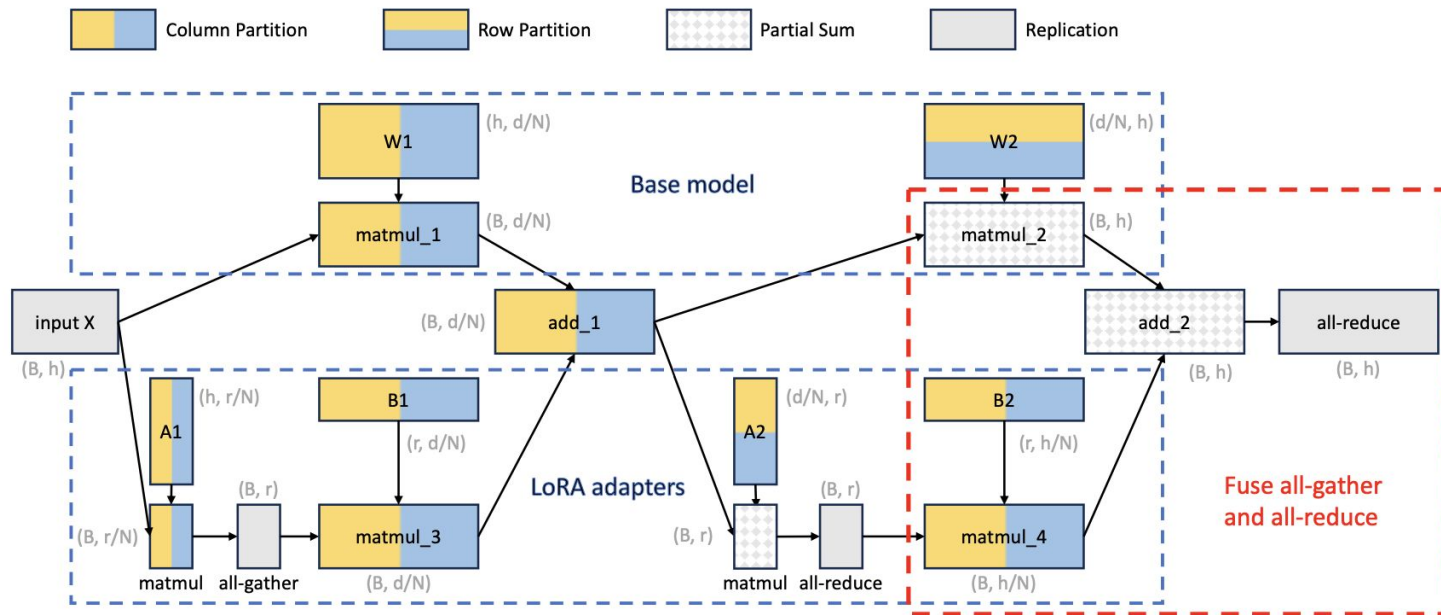 Column Partition
Row Partition
Partial Sum
Replication
W1
(h, d/N)
W2
(d/N, h)
Base model
matmul_1
(B, d/N)
matmul_2
(B, h)
input X
(B, h)
(B, d/N)
add_1
add_2
(B, h)
all-reduce
(B, h)
A1
(h, r/N)
B1
(r, d/N)
A2
(d/N, r)
B2
(r, h/N)
LoRA adapters
Fuse all-gather
and all-reduce
(B, r/N)
matmul
(B, r)
all-gather
matmul_3
(B, d/N)
(B, r)
matmul
(B, r)
all-reduce
matmul_4
(B, h/N)